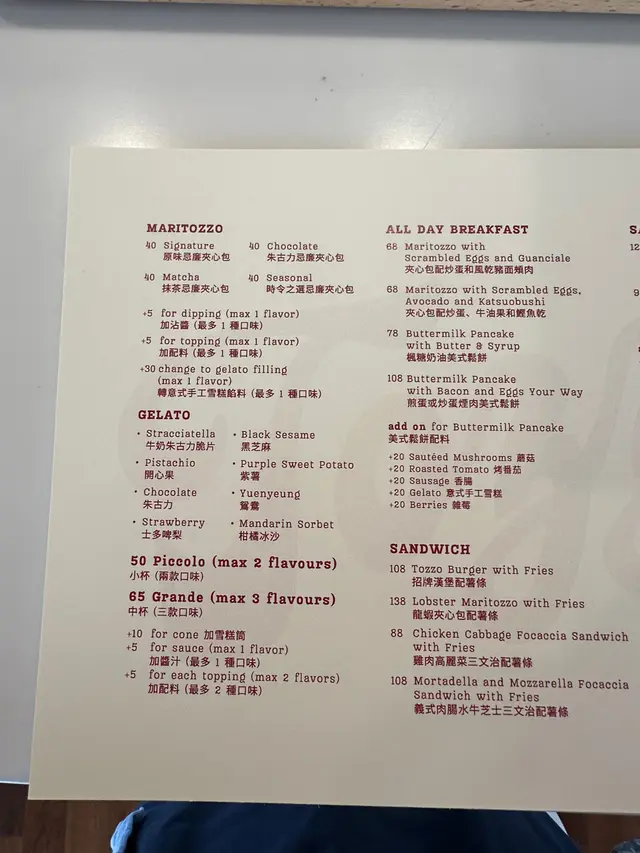 MARITOZZO
40 Signature
原味忌廉夾心包
40 Chocolate
朱古力忌廉夾心包
40 Matcha
抹茶忌廉夾心包
40 Seasonal
時令之選忌廉夾心包
+5 for dipping (max 1 flavor)
加沾醬 (最多 1 種口味)
+5 for topping (max 1 flavor)
加配料 (最多 1 種口味)
+30 change to gelato filling
(max 1 flavor)
轉意式手工雪糕餡料 (最多 1 種口味)
GELATO
• Stracciatella
牛奶朱古力脆片
• Black Sesame
黑芝麻
• Pistachio
開心果
• Purple Sweet Potato
紫薯
• Chocolate
朱古力
• Yuenyeung
鴛鴦
• Strawberry
士多啤梨
• Mandarin Sorbet
柑橘冰沙
50 Piccolo (max 2 flavours)
小杯 (兩款口味)
65 Grande (max 3 flavours)
中杯 (三款口味)
+10 for cone 加雪糕筒
+5 for sauce (max 1 flavor)
加醬汁 (最多 1 種口味)
+5 for each topping (max 2 flavors)
加配料 (最多 2 種口味)
ALL DAY BREAKFAST
68 Maritozzo with
Scrambled Eggs and Guanciale
夾心包配炒蛋和風乾豬面頰肉
68 Maritozzo with Scrambled Eggs,
Avocado and Katsuobushi
夾心包配炒蛋、牛油果和鰹魚乾
78 Buttermilk Pancake
with Butter & Syrup
楓糖奶油美式鬆餅
108 Buttermilk Pancake
with Bacon and Eggs Your Way
煎蛋或炒蛋煙肉美式鬆餅
add on for Buttermilk Pancake
美式鬆餅配料
+20 Sautéed Mushrooms 蘑菇
+20 Roasted Tomato 烤番茄
+20 Sausage 香腸
+20 Gelato 意式手工雪糕
+20 Berries 雜莓
SANDWICH
108 Tozzo Burger with Fries
招牌漢堡配薯條
138 Lobster Maritozzo with Fries
龍蝦夾心包配薯條
88 Chicken Cabbage Focaccia Sandwich
with Fries
雞肉高麗菜三文治配薯條
108 Mortadella and Mozzarella Focaccia
Sandwich with Fries
義式肉腸水牛芝士三文治配薯條